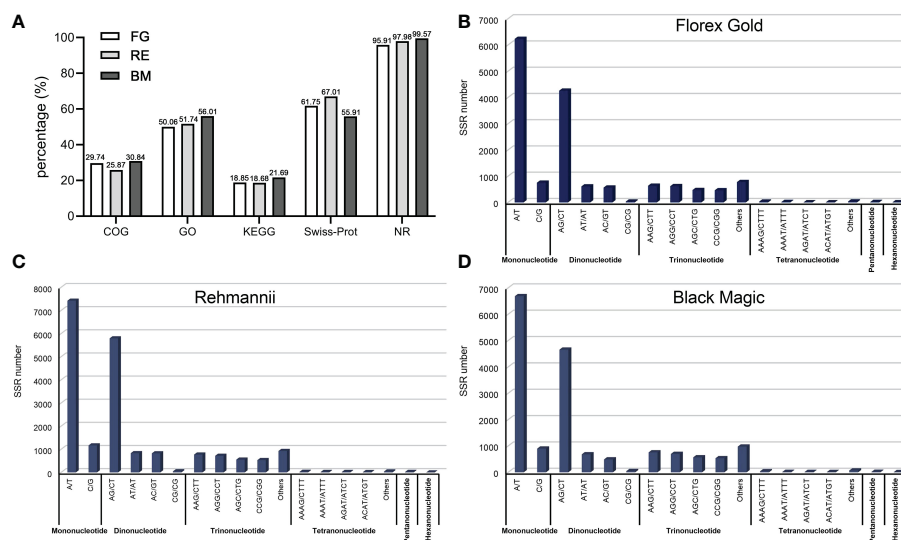 A
percentage (%)
100
80
60
40
20
0
FG
RE
BM
29.74
25.87
30.84
50.06
51.74
56.01
18.85
18.68
21.69
61.75
67.01
55.91
95.91
97.98
99.57
COG GO KEGG Swiss-Prot NR
B
Florex Gold
SSR number
7000
6000
5000
4000
3000
2000
1000
0
A/T
C/G
AG/CT
AT/AT
AC/GT
CG/CG
AAG/CTT
AGG/CCT
AGC/CTG
CCG/CGG
Others
AAAG/CTTT
AAAT/ATTT
AGAT/ATCT
ACAT/ATGT
Others
Pentanonucleotide
Hexanonucleotide
Mononucleotide Dinonucleotide Trinonucleotide Tetranonucleotide
C
Rehmannii
SSR number
8000
7000
6000
5000
4000
3000
2000
1000
0
A/T
C/G
AG/CT
AT/AT
AC/GT
CG/CG
AAG/CTT
AGG/CCT
AGC/CTG
CCG/CGG
Others
AAAG/CTTT
AAAT/ATTT
AGAT/ATCT
ACAT/ATGT
Others
Pentanonucleotide
Hexanonucleotide
Mononucleotide Dinonucleotide Trinonucleotide Tetranonucleotide
D
Black Magic
SSR number
7000
6000
5000
4000
3000
2000
1000
0
A/T
C/G
AG/CT
AT/AT
AC/GT
CG/CG
AAG/CTT
AGG/CCT
AGC/CTG
CCG/CGG
Others
AAAG/CTTT
AAAT/ATTT
AGAT/ATCT
ACAT/ATGT
Others
Pentanonucleotide
Hexanonucleotide
Mononucleotide Dinonucleotide Trinonucleotide Tetranonucleotide